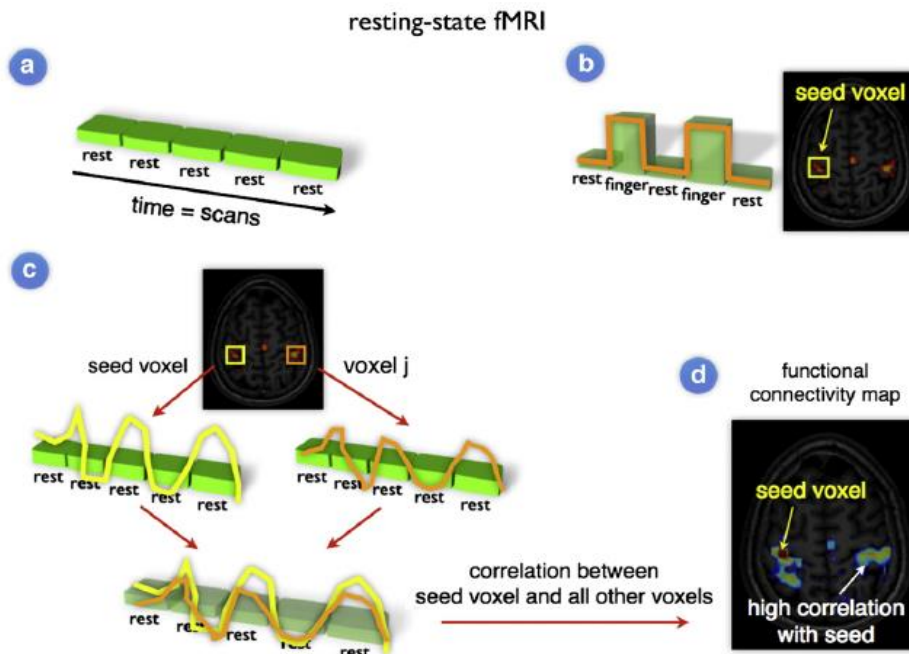 resting-state fMRI
a
rest rest rest rest rest
time = scans
b
seed voxel
rest finger rest finger rest
c
seed voxel
voxel j
rest rest rest rest rest
rest rest rest rest rest
rest rest rest rest rest
correlation between
seed voxel and all other voxels
d
functional
connectivity map
seed voxel
high correlation
with seed